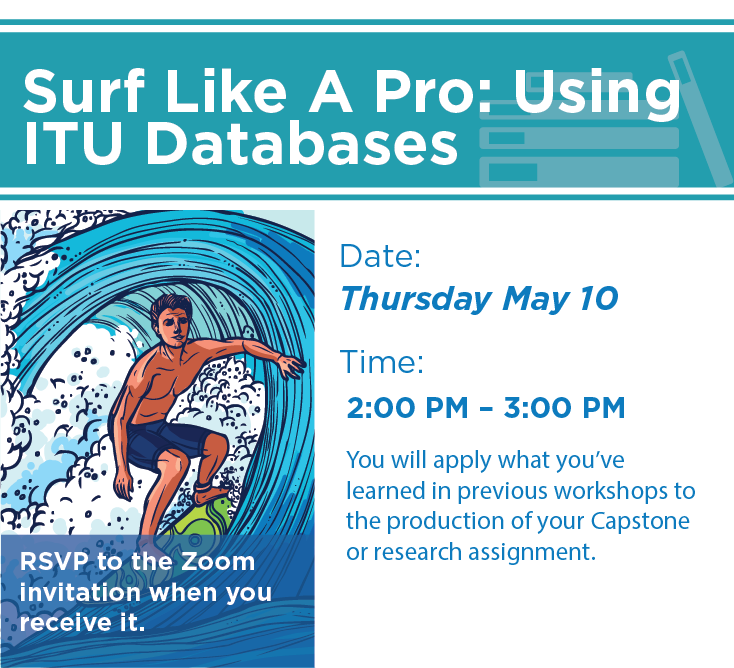 Surf Like A Pro: Using
ITU Databases
Date:
Thursday May 10
Time:
2:00 PM – 3:00 PM
You will apply what you’ve
learned in previous workshops to
the production of your Capstone
or research assignment.
RSVP to the Zoom
invitation when you
receive it.